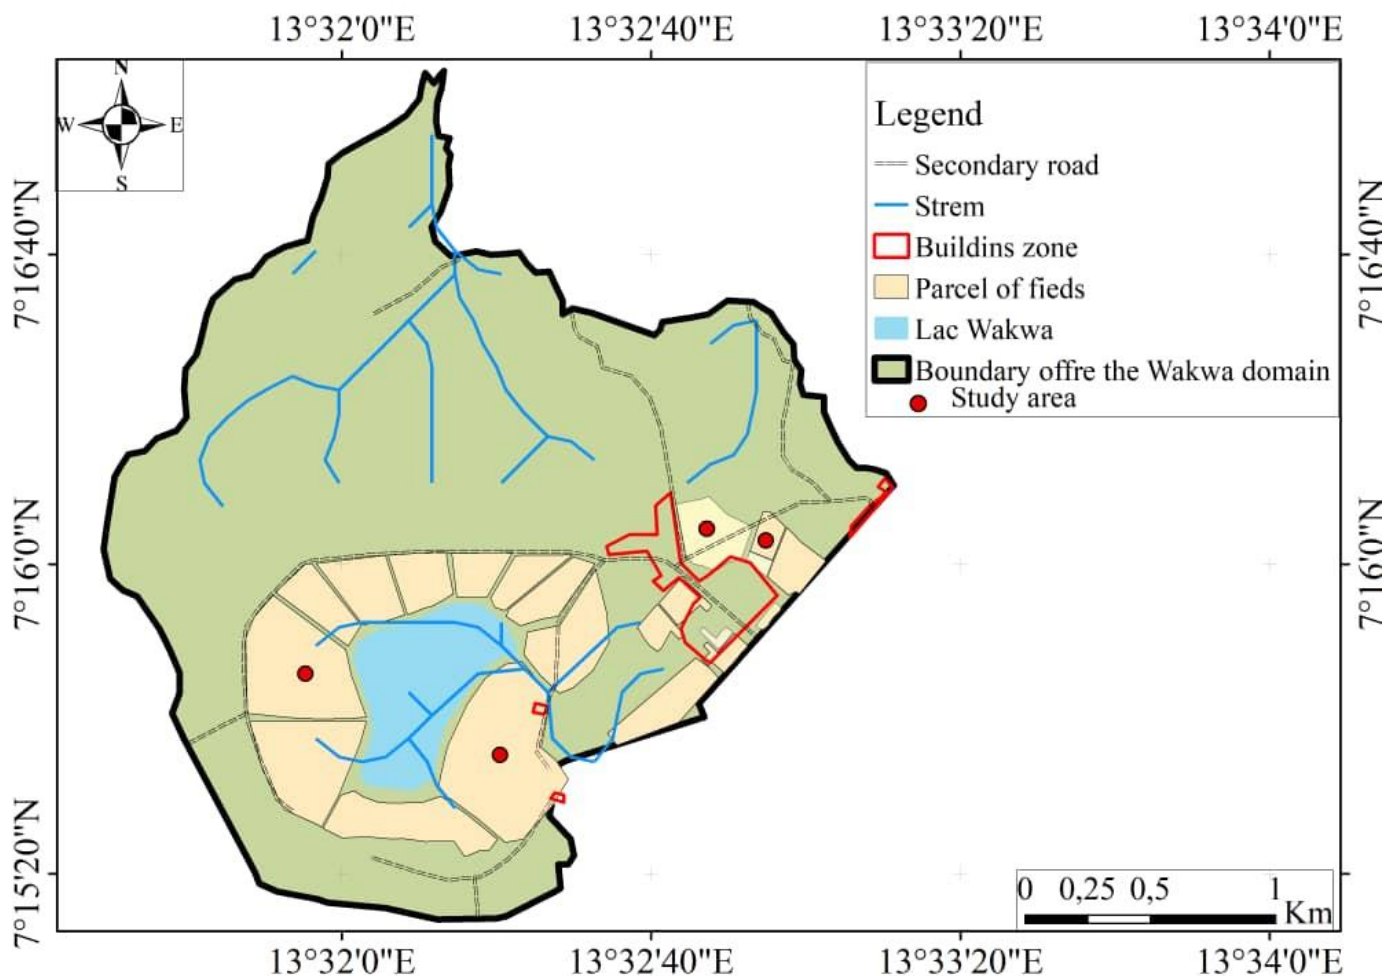 13°32'0"E 13°32'40"E 13°33'20"E 13°34'0"E
N
W E
S
Legend
Secondary road
Strem
Buildins zone
Parcel of fieds
Lac Wakwa
Boundary offre the Wakwa domain
Study area
7°16'40"N 7°16'40"N
7°16'0"N 7°16'0"N
7°15'20"N 7°15'20"N
0 0,25 0,5 1
Km
13°32'0"E 13°32'40"E 13°33'20"E 13°34'0"E